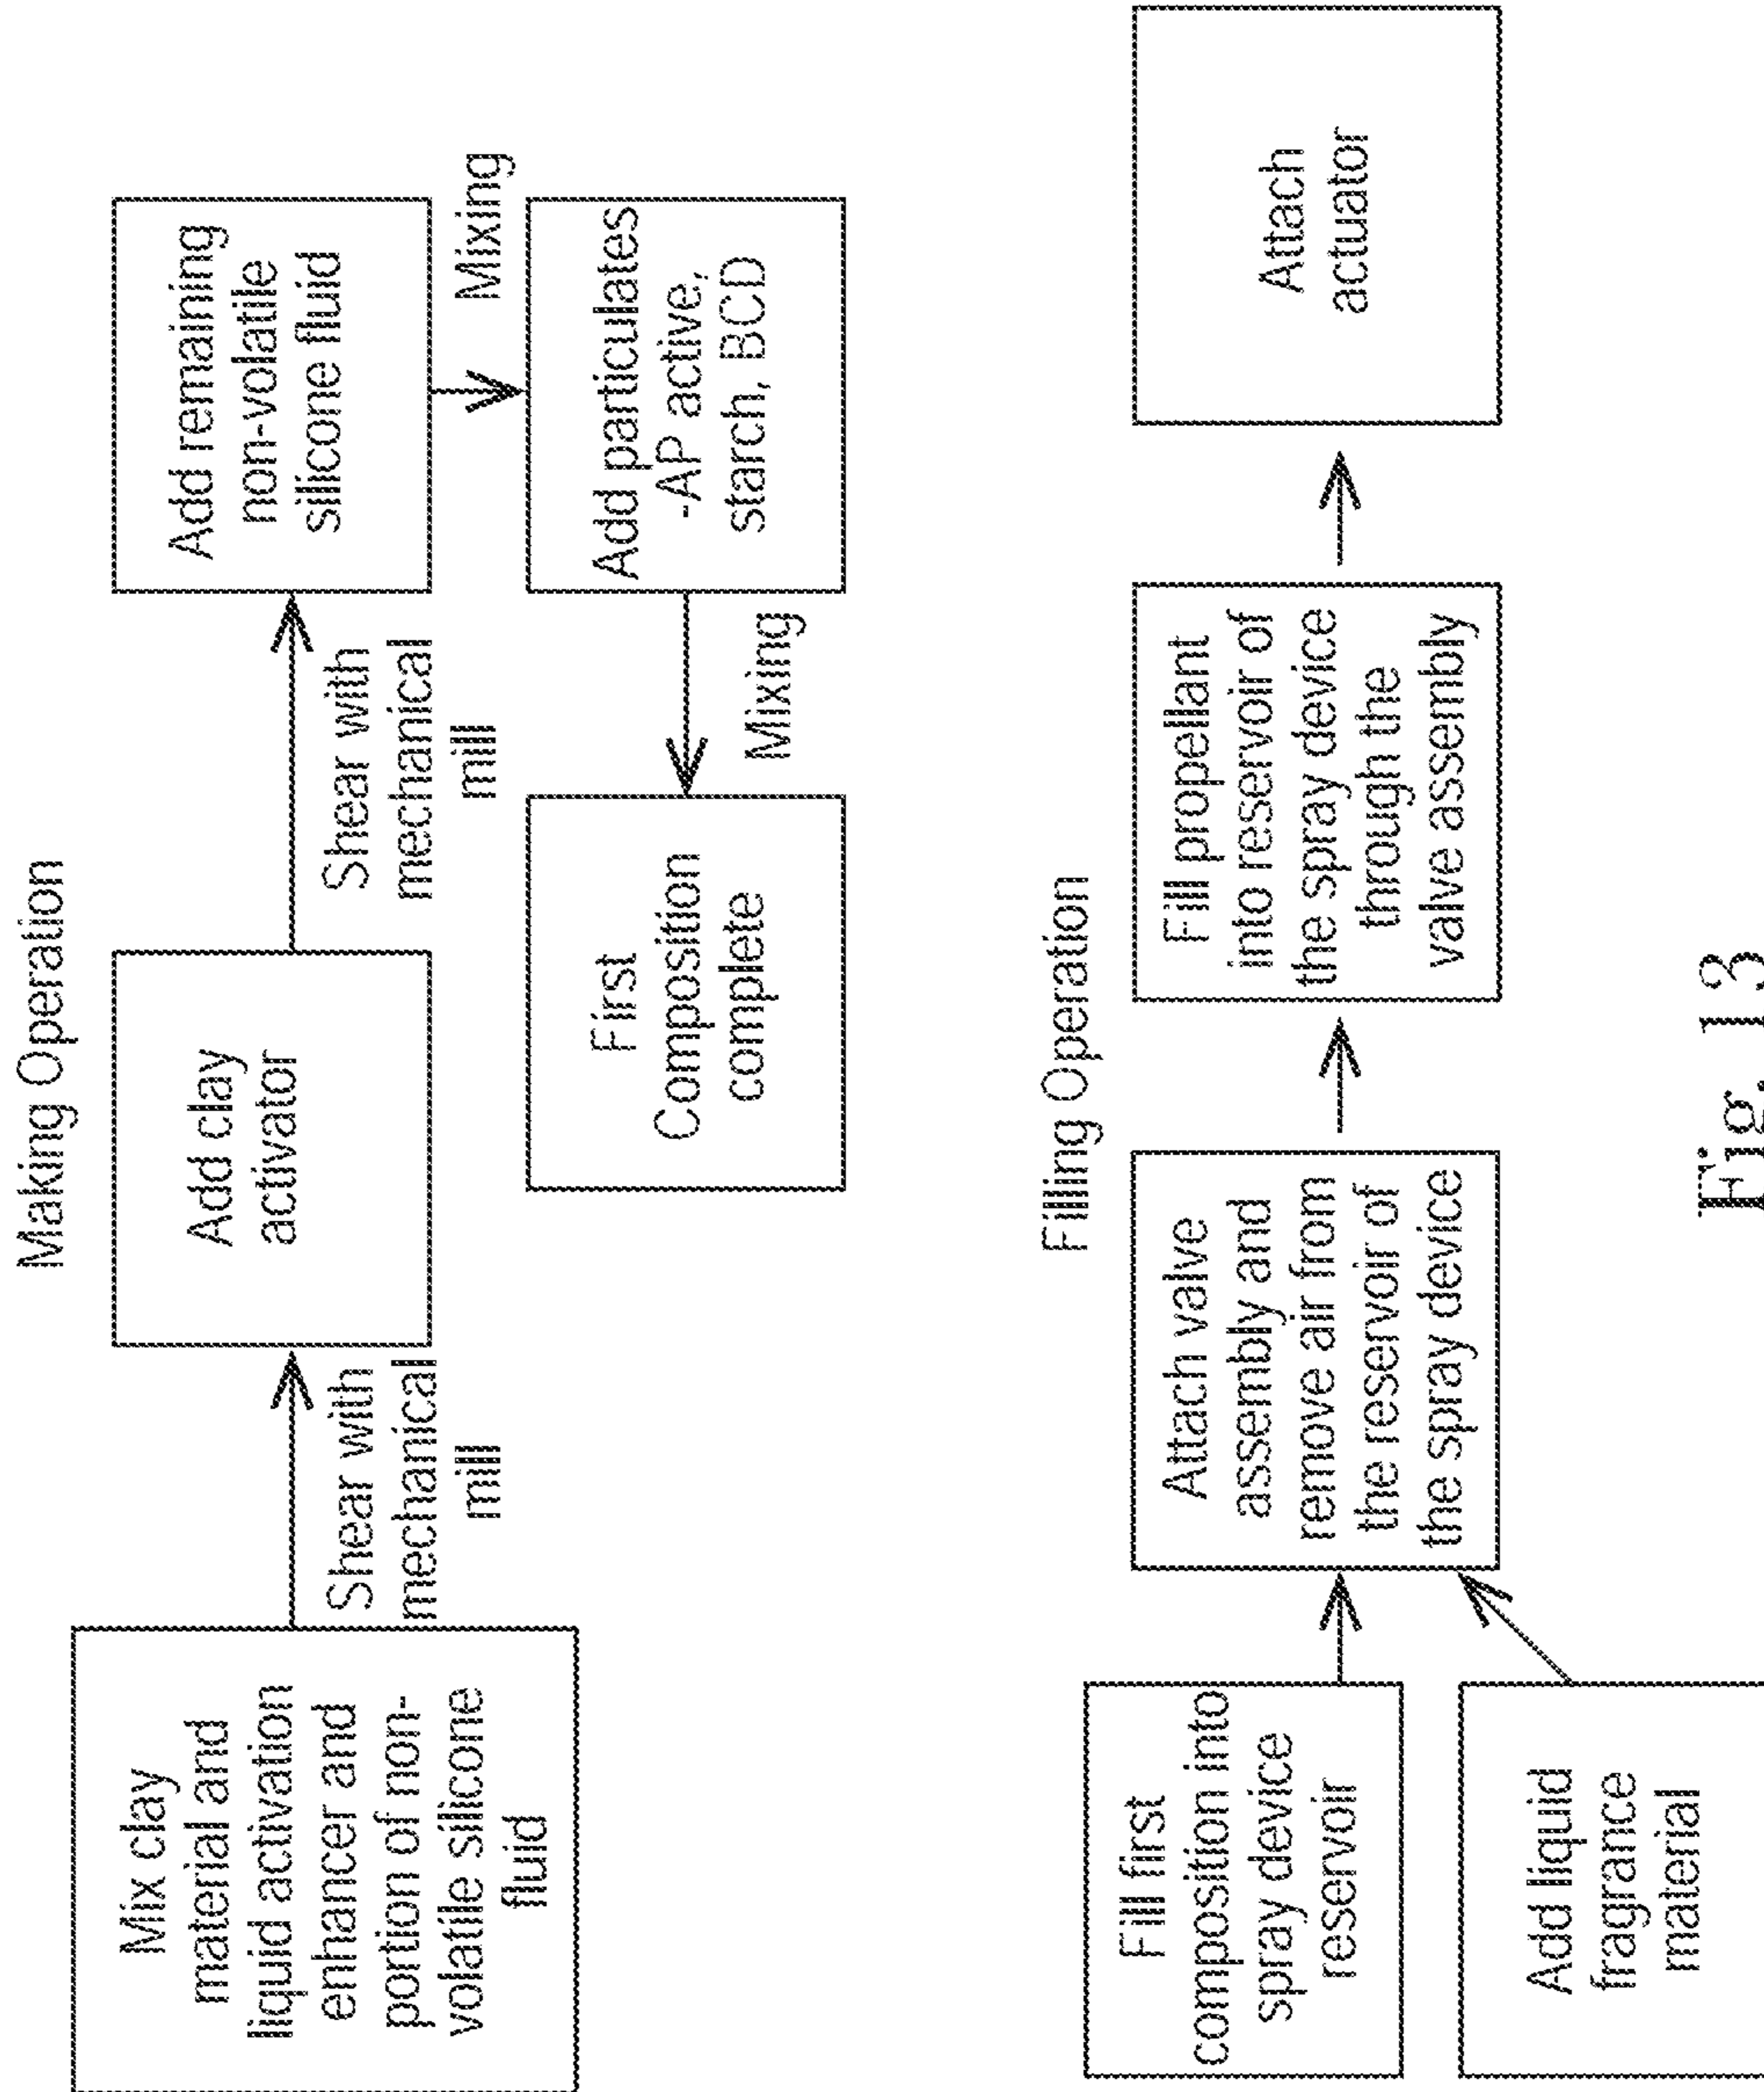 Making Operation
Mix clay
material and
liquid activation
enhancer and
portion of non-
volatile silicone
fluid
Shear with
mechanical
mill
Add clay
activator
Shear with
mechanical
mill
Add remaining
non-volatile
silicone fluid
Mixing
Add particulates
-AP active,
starch, BCD
Mixing
First
Composition
complete
Filling Operation
Fill first
composition into
spray device
reservoir
Add liquid
fragrance
material
Attach valve
assembly and
remove air from
the reservoir of
the spray device
Fill propellant
into reservoir of
the spray device
through the
valve assembly
Attach
actuator
Fig. 13